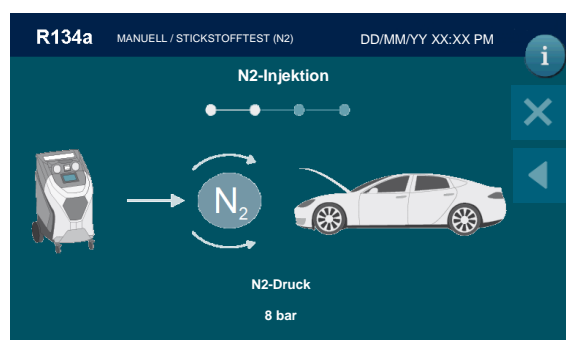 R134a MANUELL / STICKSTOFFTEST (N2) DD/MM/YY XX:XX PM
i
N2-Injektion
N2
N2-Druck
8 bar